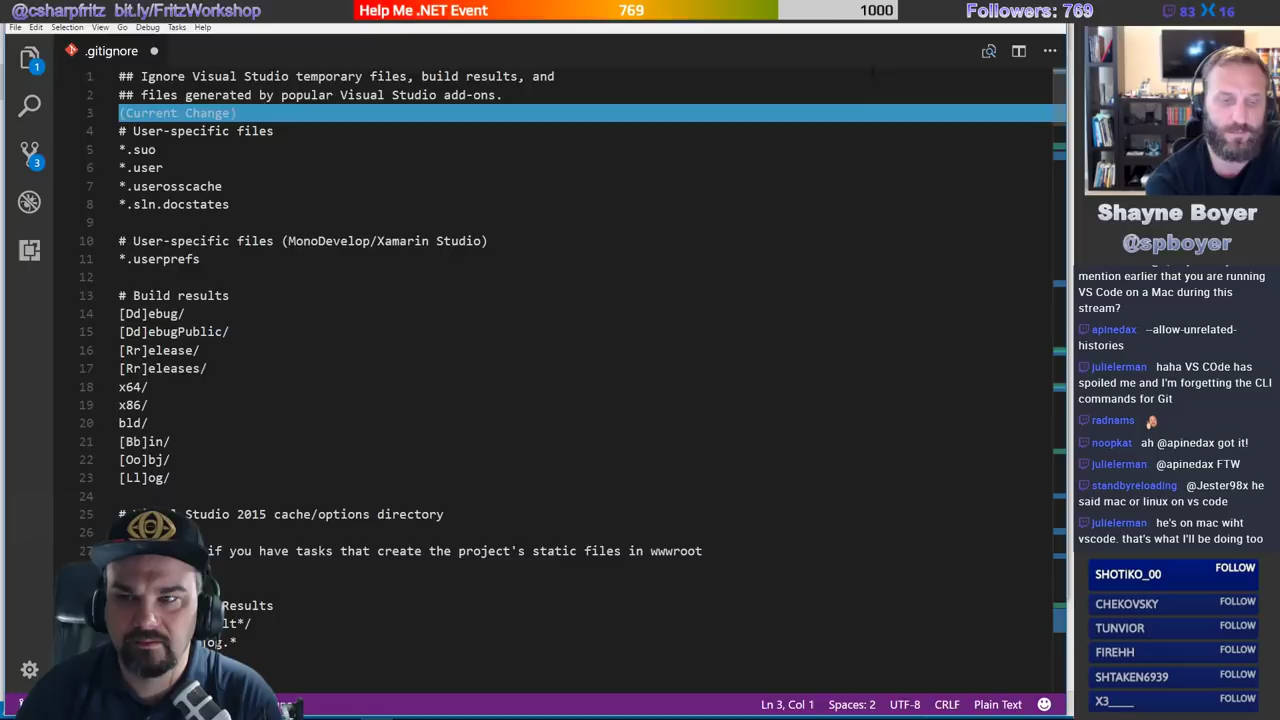 @csharpfritz bit.ly/FritzWorkshop
Help Me .NET Event 769 1000
Followers: 769 83 16
File Edit Selection View Go Debug Tasks Help
.gitignore
1 ## Ignore Visual Studio temporary files, build results, and
2 ## files generated by popular Visual Studio add-ons.
3 (Current Change)
4 # User-specific files
5 *.suo
6 *.user
7 *.userosscache
8 *.sln.docstates
9
10 # User-specific files (MonoDevelop/Xamarin Studio)
11 *.userprefs
12
13 # Build results
14 [Dd]ebug/
15 [Dd]ebugPublic/
16 [Rr]elease/
17 [Rr]eleases/
18 x64/
19 x86/
20 bld/
21 [Bb]in/
22 [Oo]bj/
23 [Ll]og/
24
25 # Studio 2015 cache/options directory
26
27 if you have tasks that create the project's static files in wwwroot
Results
lt*/
og.*
1
3
Ln 3, Col 1 Spaces: 2 UTF-8 CRLF Plain Text
Shayne Boyer
@spboyer
mention earlier that you are running
VS Code on a Mac during this
stream?
apinedax --allow-unrelated-
histories
julielerman haha VS COde has
spoiled me and I'm forgetting the CLI
commands for Git
radnams
noopkat ah @apinedax got it!
julielerman @apinedax FTW
standbyreloading @Jester98x he
said mac or linux on vs code
julielerman he's on mac wiht
vscode. that's what I'll be doing too
SHOTIKO_00 FOLLOW
CHEKOVSKY FOLLOW
TUNVIOR FOLLOW
FIREHH FOLLOW
SHTAKEN6939 FOLLOW
X3____ FOLLOW